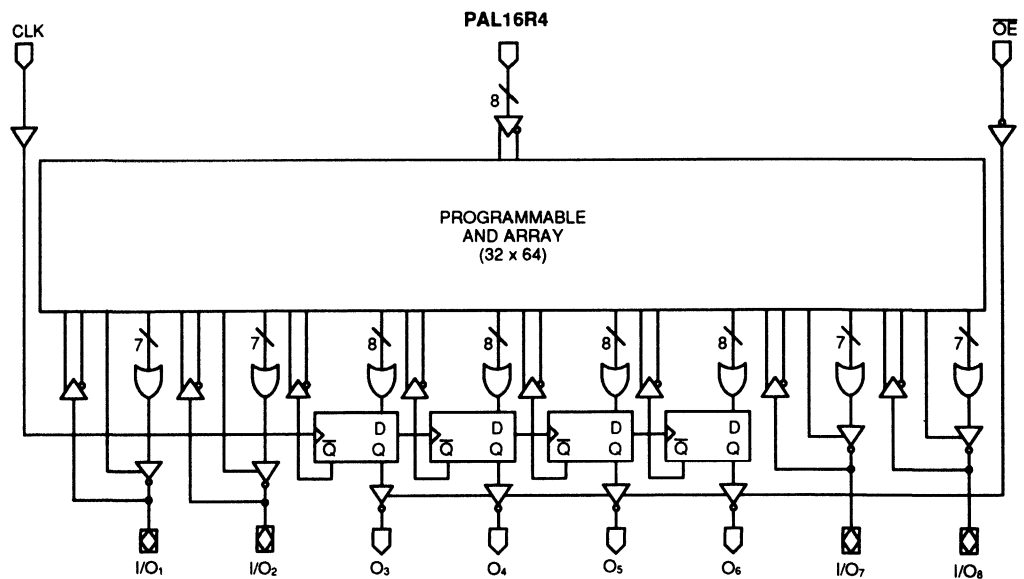 PAL16R4
CLK
O̅E̅
8
PROGRAMMABLE
AND ARRAY
(32 x 64)
7 7 8 8 8 8 7 7
D D D D
Q̅ Q Q̅ Q Q̅ Q Q̅ Q
I/O₁ I/O₂ O₃ O₄ O₅ O₆ I/O₇ I/O₈